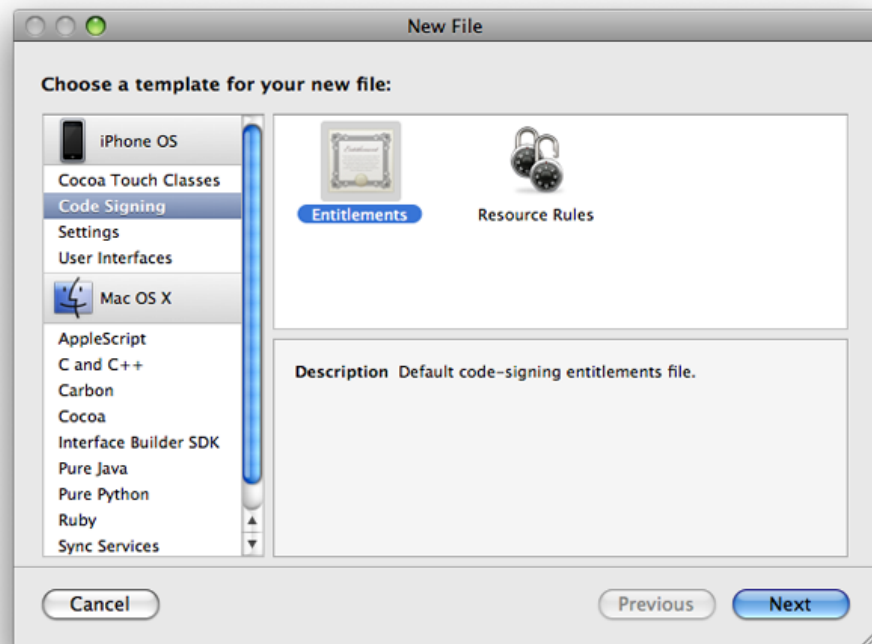 New File
Choose a template for your new file:
iPhone OS
Cocoa Touch Classes
Code Signing
Settings
User Interfaces
Mac OS X
AppleScript
C and C++
Carbon
Cocoa
Interface Builder SDK
Pure Java
Pure Python
Ruby
Sync Services
Entitlements
Resource Rules
Description Default code-signing entitlements file.
Cancel
Previous
Next